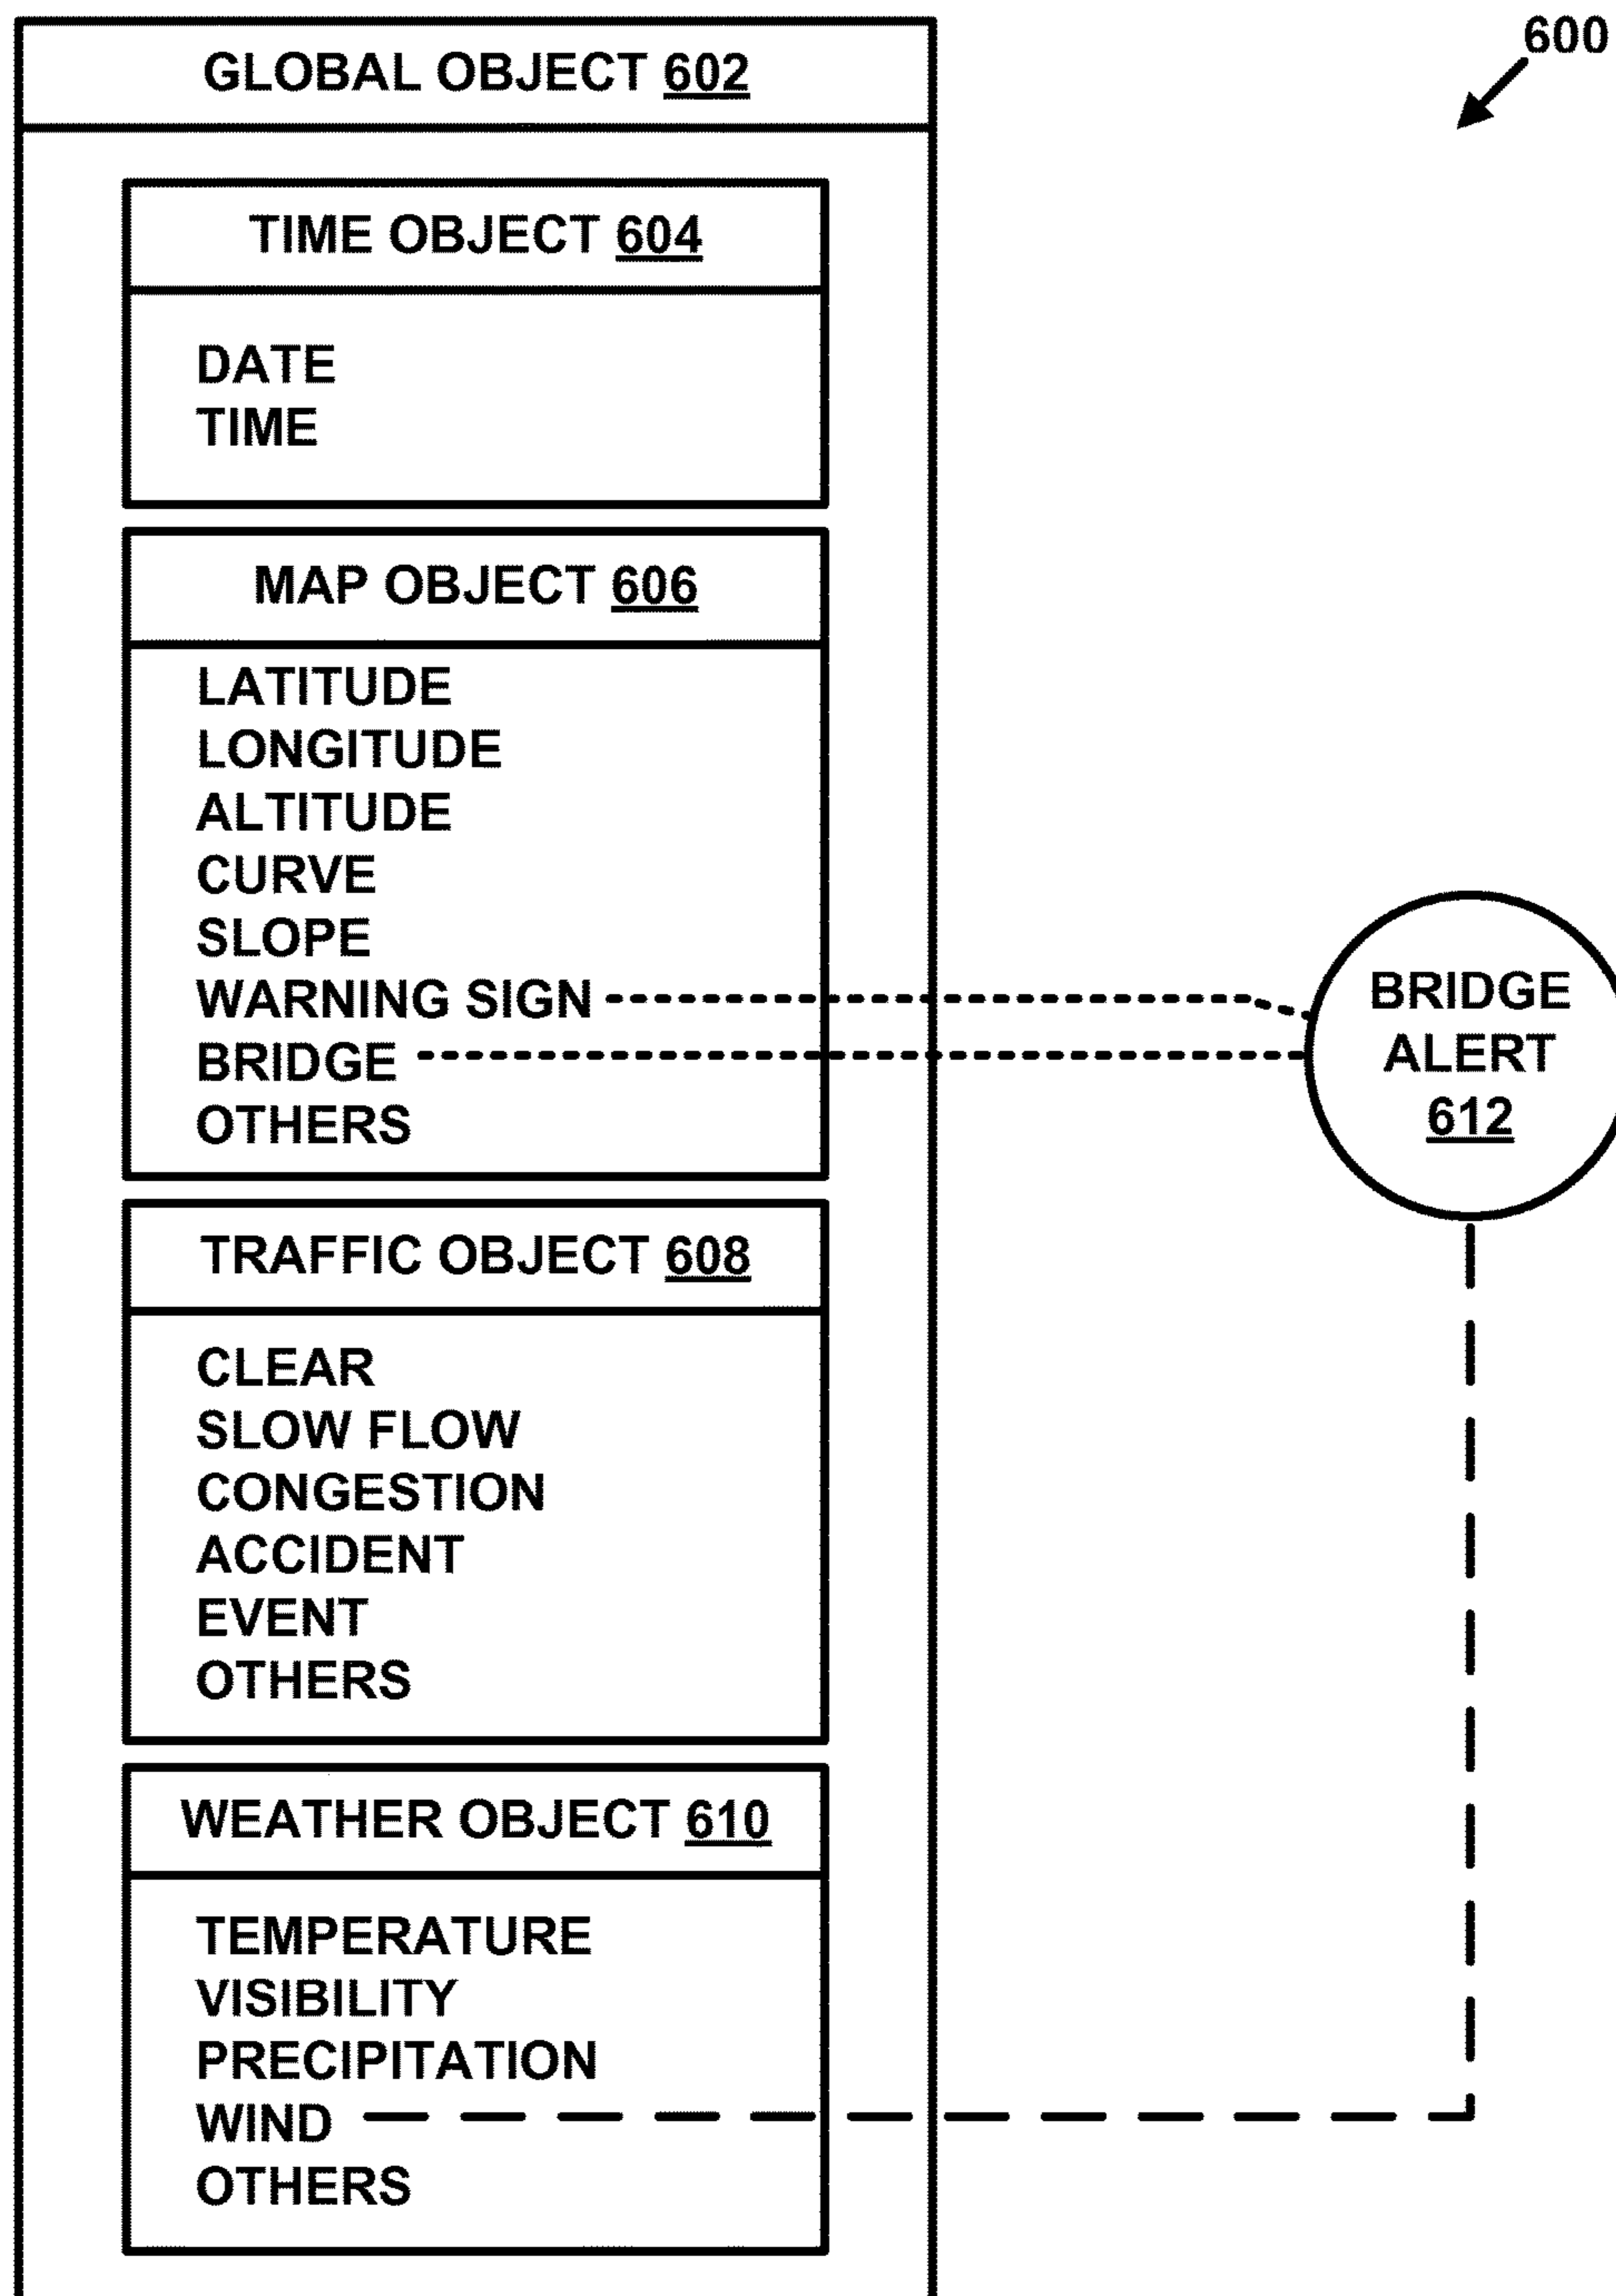 600
GLOBAL OBJECT 602
TIME OBJECT 604
DATE
TIME
MAP OBJECT 606
LATITUDE
LONGITUDE
ALTITUDE
CURVE
SLOPE
WARNING SIGN
BRIDGE
OTHERS
BRIDGE
ALERT
612
TRAFFIC OBJECT 608
CLEAR
SLOW FLOW
CONGESTION
ACCIDENT
EVENT
OTHERS
WEATHER OBJECT 610
TEMPERATURE
VISIBILITY
PRECIPITATION
WIND
OTHERS